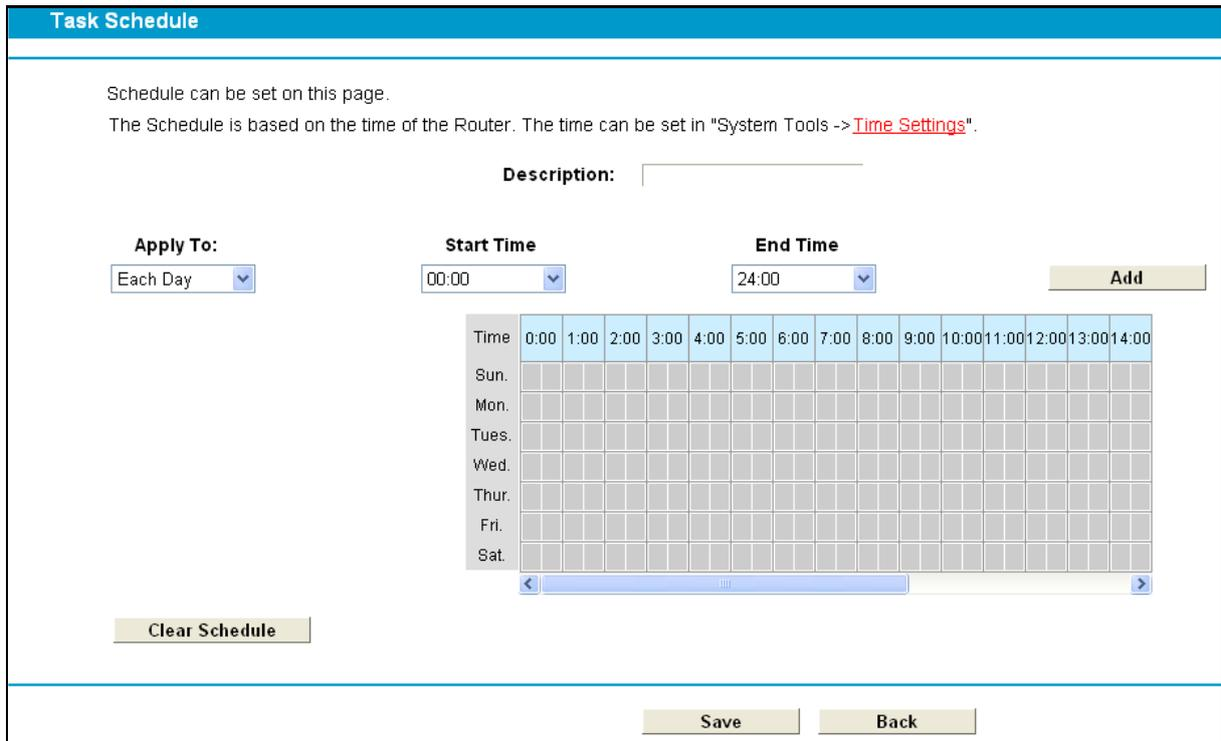 Task Schedule
Schedule can be set on this page.
The Schedule is based on the time of the Router. The time can be set in "System Tools ->Time Settings".
Description:
Apply To: Start Time End Time
Each Day 00:00 24:00 Add
Time 0:00 1:00 2:00 3:00 4:00 5:00 6:00 7:00 8:00 9:00 10:00 11:00 12:00 13:00 14:00
Sun.
Mon.
Tues.
Wed.
Thur.
Fri.
Sat.
Clear Schedule
Save Back